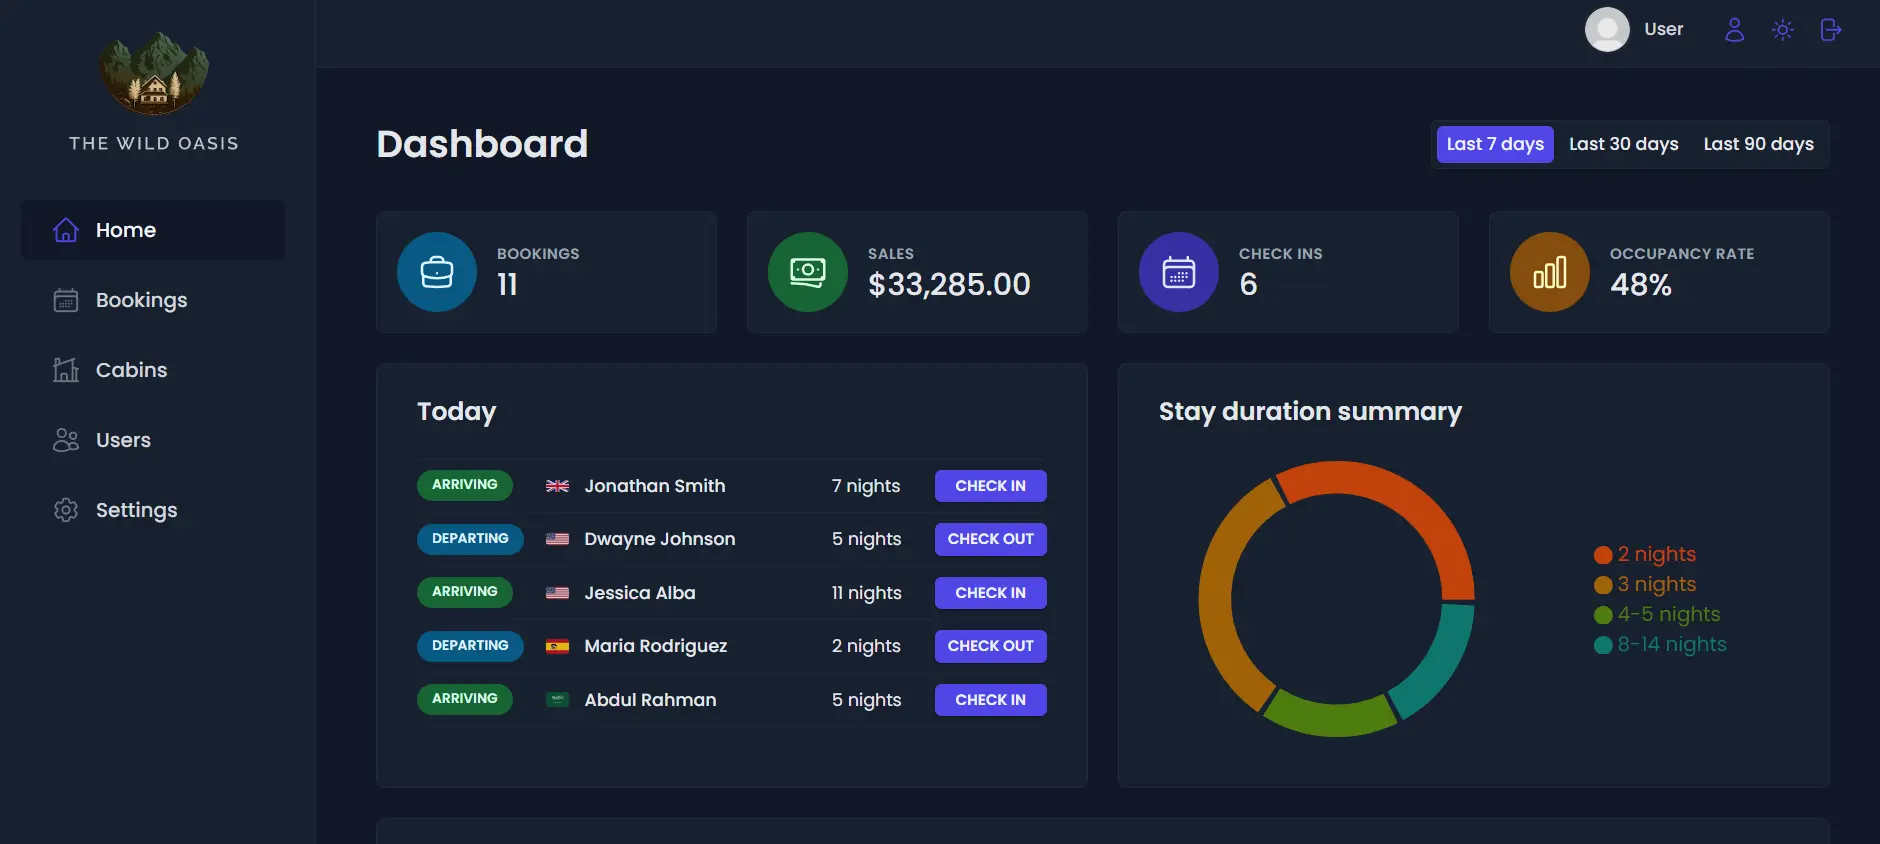 THE WILD OASIS
Home
Bookings
Cabins
Users
Settings
User
Dashboard
Last 7 days Last 30 days Last 90 days
BOOKINGS
11
SALES
$33,285.00
CHECK INS
6
OCCUPANCY RATE
48%
Today
ARRIVING Jonathan Smith 7 nights CHECK IN
DEPARTING Dwayne Johnson 5 nights CHECK OUT
ARRIVING Jessica Alba 11 nights CHECK IN
DEPARTING Maria Rodriguez 2 nights CHECK OUT
ARRIVING Abdul Rahman 5 nights CHECK IN
Stay duration summary
2 nights
3 nights
4-5 nights
8-14 nights